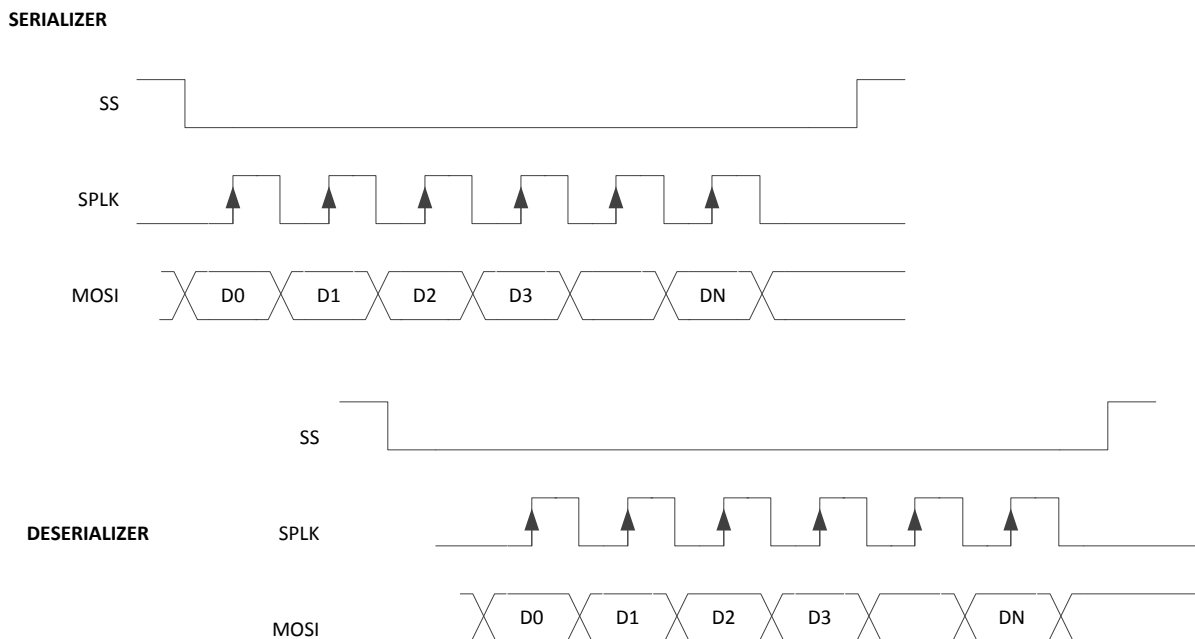 SERIALIZER
SS
SPLK
MOSI D0 D1 D2 D3 DN
SS
DESERIALIZER SPLK
MOSI D0 D1 D2 D3 DN